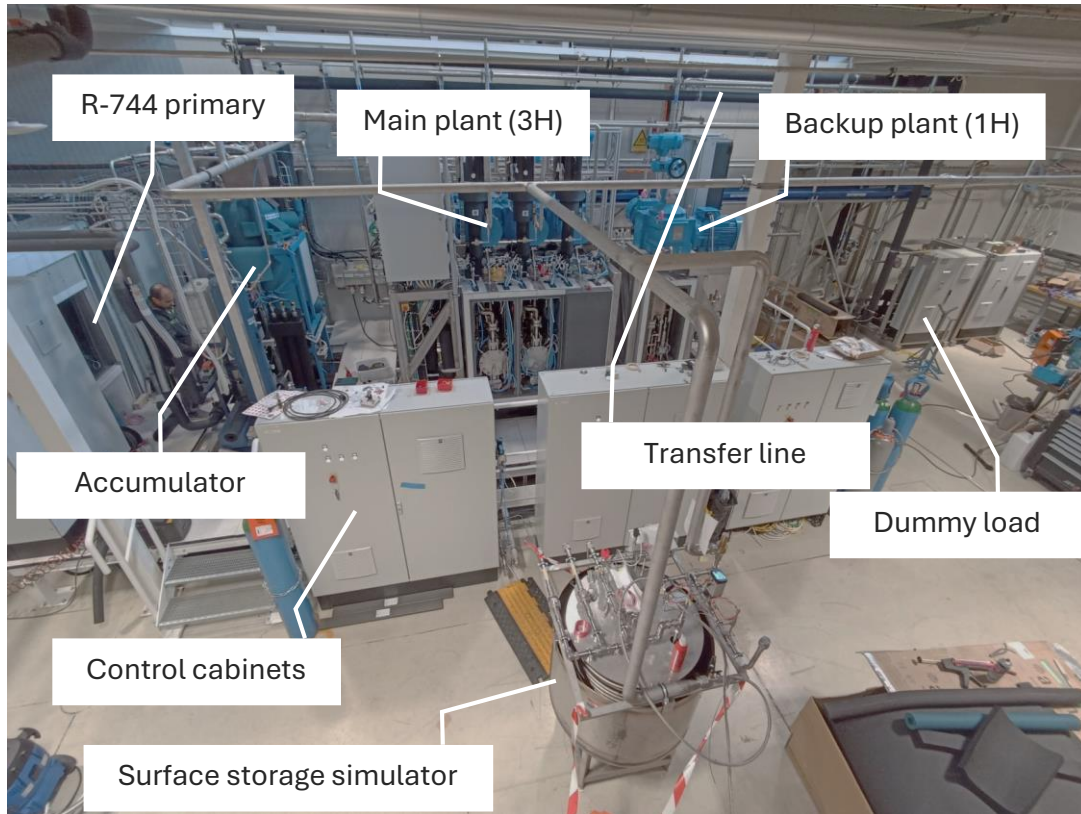 R-744 primary
Main plant (3H)
Backup plant (1H)
Accumulator
Transfer line
Dummy load
Control cabinets
Surface storage simulator